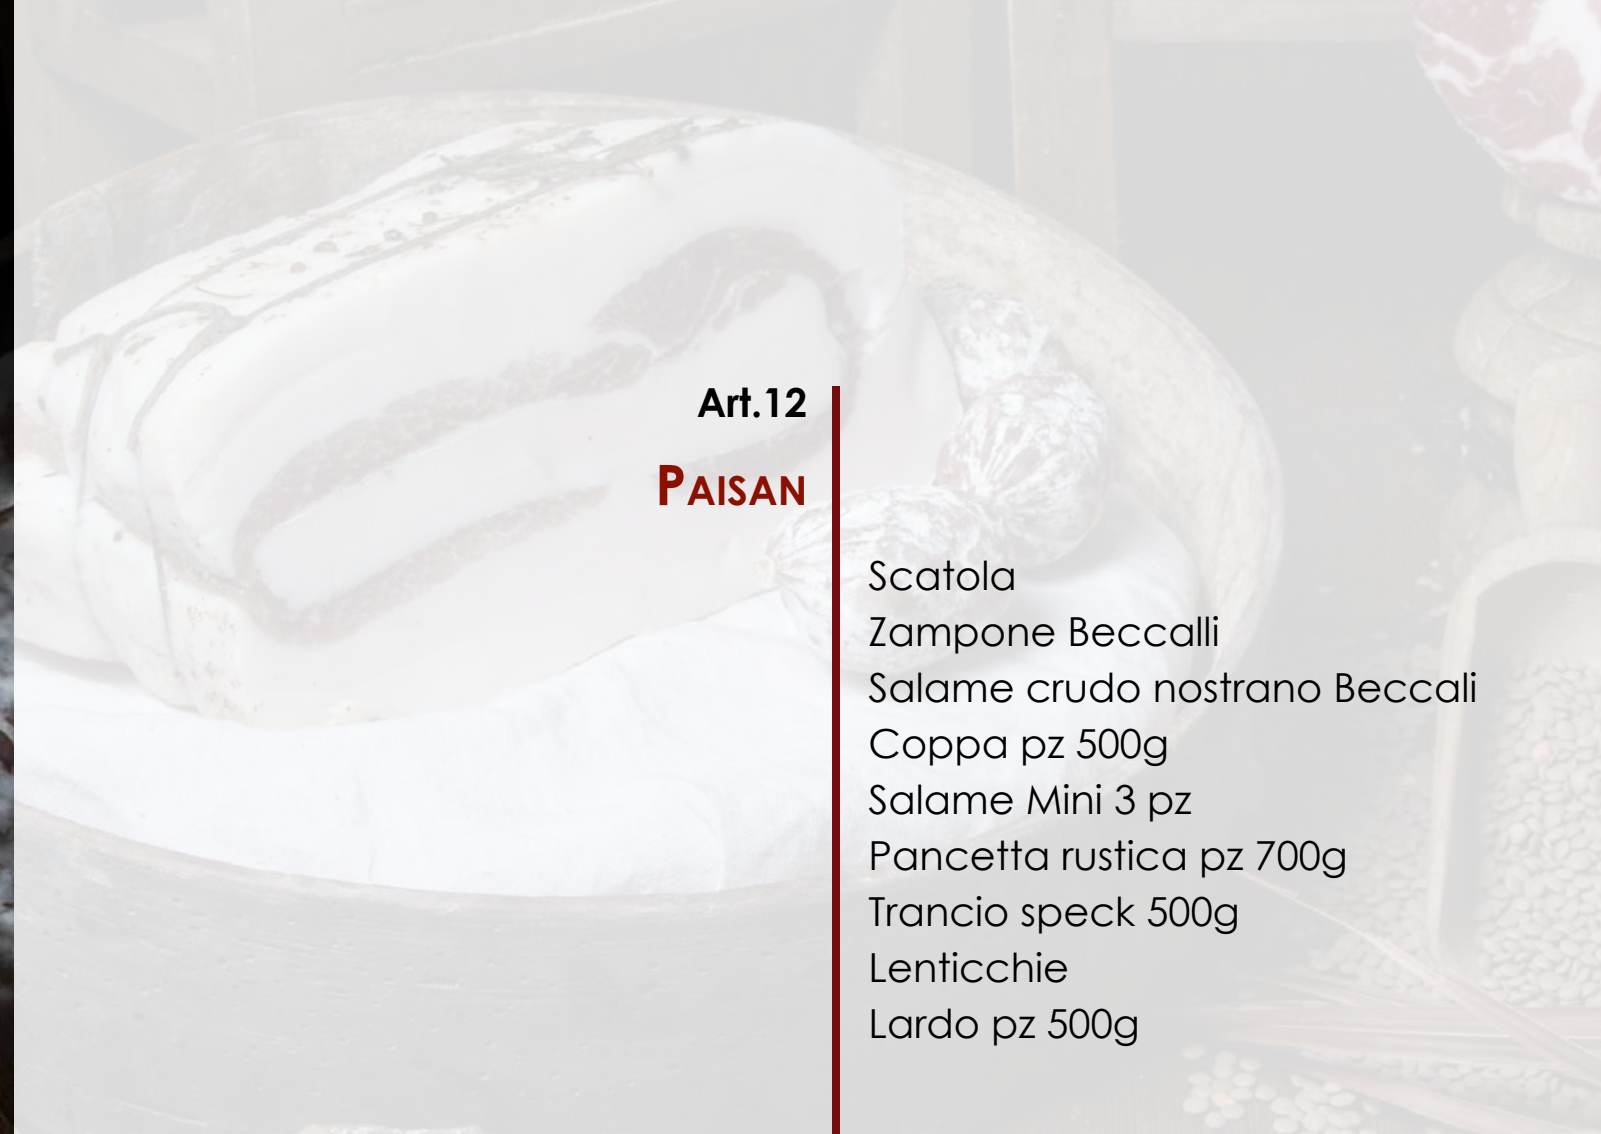 Art.12
PAISAN
Scatola
Zampone Beccalli
Salame crudo nostrano Beccali
Coppa pz 500g
Salame Mini 3 pz
Pancetta rustica pz 700g
Trancio speck 500g
Lenticchie
Lardo pz 500g